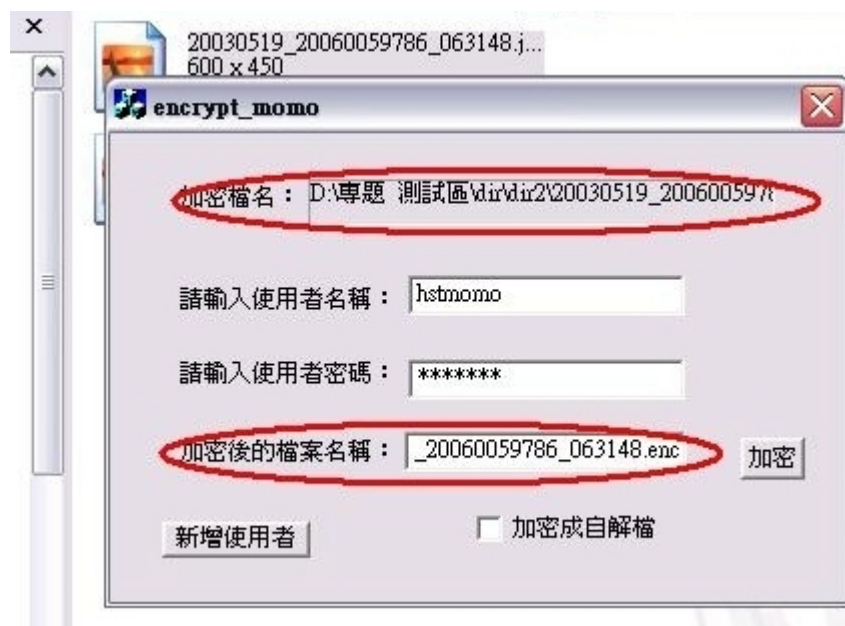 20030519_20060059786_063148.j...
600 x 450
encrypt_momo
加密檔名： D:\專題 測試區\dir\dir2\20030519_2006005978
請輸入使用者名稱： hstmomo
請輸入使用者密碼： *******
加密後的檔案名稱： _20060059786_063148.enc 加密
新增使用者 加密成自解檔